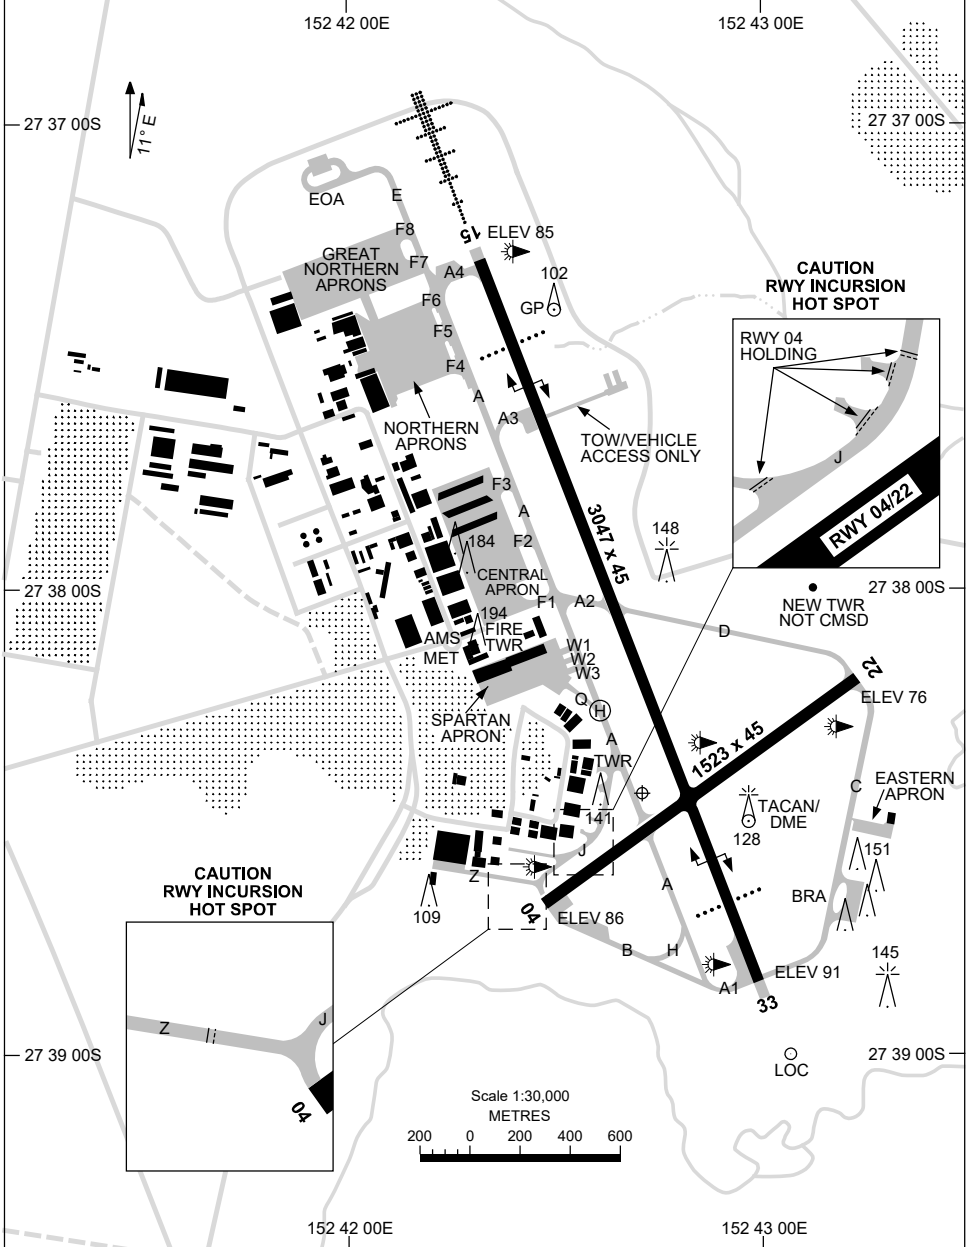 152 42 00E
152 43 00E
27 37 00S
27 37 00S
11° E
EOA
E
15
ELEV 85
F8
GREAT
NORTHERN
APRONS
F7
A4
102
GP
F6
F5
F4
CAUTION
RWY INCURSION
HOT SPOT
RWY 04
HOLDING
J
RWY 04/22
A
NORTHERN
APRONS
A3
TOW/VEHICLE
ACCESS ONLY
F3
A
3047 x 45
148
184
F2
CENTRAL
APRON
27 38 00S
27 38 00S
NEW TWR
NOT CMSD
194
F1
A2
AMS
FIRE
TWR
MET
D
W1
W2
W3
22
ELEV 76
Q
H
SPARTAN
APRON
A
1523 x 45
TWR
C
EASTERN
APRON
TACAN/
DME
128
141
J
151
Z
109
04
ELEV 86
A
BRA
B
H
145
ELEV 91
A1
33
CAUTION
RWY INCURSION
HOT SPOT
Z
J
04
27 39 00S
27 39 00S
LOC
Scale 1:30,000
METRES
200 0 200 400 600
152 42 00E
152 43 00E